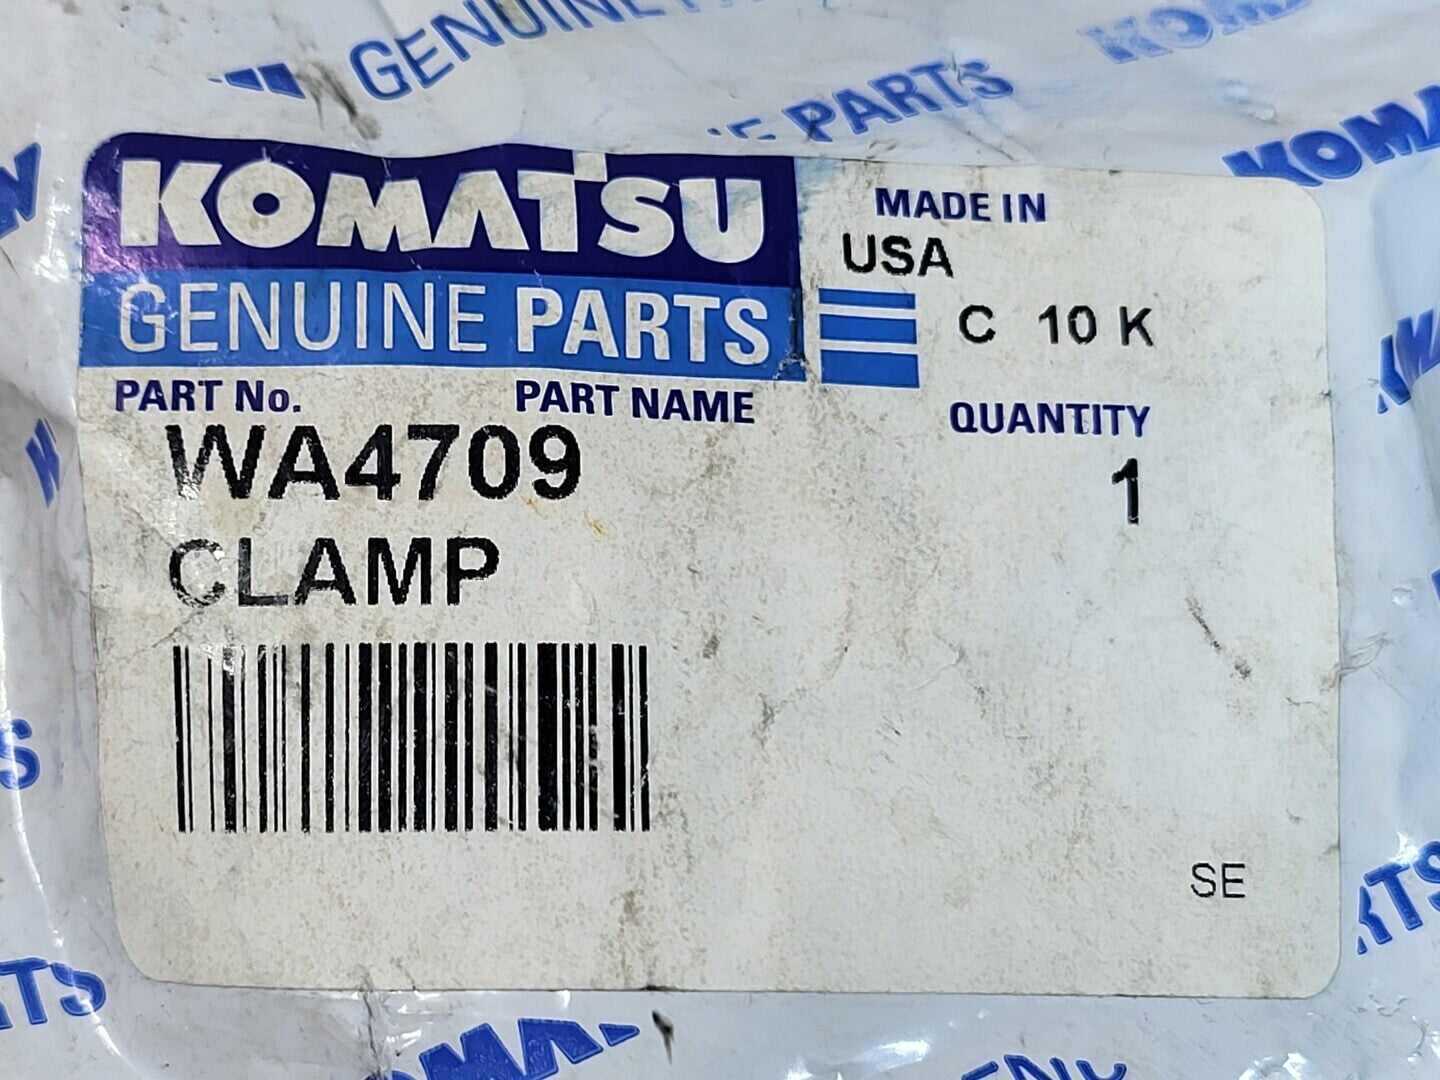 GENUINE
PARTS
KOMATSU
GENUINE PARTS
MADE IN
USA
C 10 K
PART No. PART NAME
QUANTITY
WA4709
1
CLAMP
SE